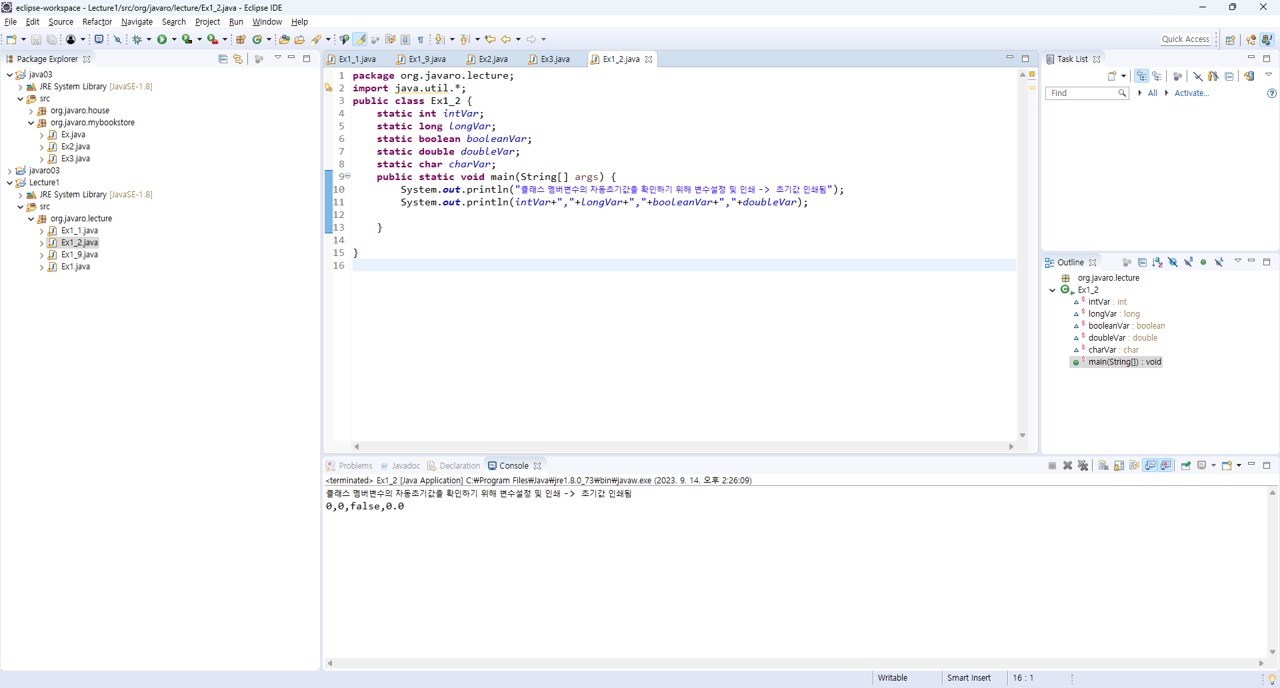 eclipse-workspace - Lecture1/src/org/javaro/lecture/Ex1_2.java - Eclipse IDE
File Edit Source Refactor Navigate Search Project Run Window Help
Quick Access
Package Explorer
java03
JRE System Library [JavaSE-1.8]
src
org.javaro.house
org.javaro.mybookstore
Ex.java
Ex2.java
Ex3.java
javaro03
Lecture1
JRE System Library [JavaSE-1.8]
src
org.javaro.lecture
Ex1_1.java
Ex1_2.java
Ex1_9.java
Ex1.java
Ex1_1.java Ex1_9.java Ex2.java Ex3.java Ex1_2.java
1 package org.javaro.lecture;
2 import java.util.*;
3 public class Ex1_2 {
4 static int intVar;
5 static long longVar;
6 static boolean booleanVar;
7 static double doubleVar;
8 static char charVar;
9 public static void main(String[] args) {
10 System.out.println("클래스 멤버변수의 자동초기값을 확인하기 위해 변수설정 및 인쇄 -> 초기값 인쇄됨");
11 System.out.println(intVar+","+longVar+","+booleanVar+","+doubleVar);
12
13 }
14
15 }
16
Task List
Find All Activate...
Outline
org.javaro.lecture
Ex1_2
intVar : int
longVar : long
booleanVar : boolean
doubleVar : double
charVar : char
main(String[]) : void
Problems Javadoc Declaration Console
<terminated> Ex1_2 [Java Application] C:₩Program Files₩Java₩jre1.8.0_73₩bin₩javaw.exe (2023. 9. 14. 오후 2:26:09)
클래스 멤버변수의 자동초기값을 확인하기 위해 변수설정 및 인쇄 -> 초기값 인쇄됨
0,0,false,0.0
Writable Smart Insert 16 : 1